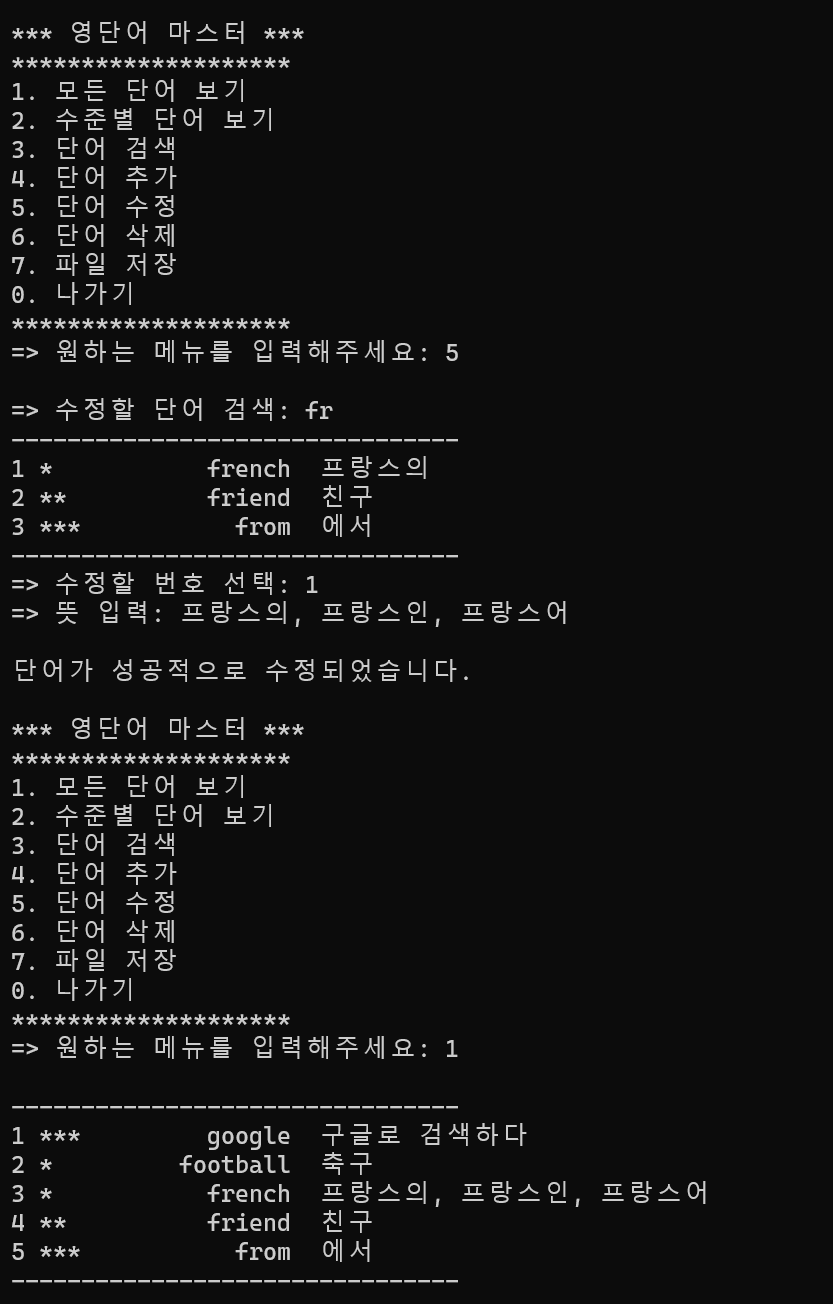 *** 영단어 마스터 ***
********************
1. 모든 단어 보기
2. 수준별 단어 보기
3. 단어 검색
4. 단어 추가
5. 단어 수정
6. 단어 삭제
7. 파일 저장
0. 나가기
********************
=> 원하는 메뉴를 입력해주세요: 5

=> 수정할 단어 검색: fr
--------------------------------
1 *           french  프랑스의
2 **          friend  친구
3 ***           from  에서
--------------------------------
=> 수정할 번호 선택: 1
=> 뜻 입력: 프랑스의, 프랑스인, 프랑스어

단어가 성공적으로 수정되었습니다.

*** 영단어 마스터 ***
********************
1. 모든 단어 보기
2. 수준별 단어 보기
3. 단어 검색
4. 단어 추가
5. 단어 수정
6. 단어 삭제
7. 파일 저장
0. 나가기
********************
=> 원하는 메뉴를 입력해주세요: 1

--------------------------------
1 ***         google  구글로 검색하다
2 *         football  축구
3 *           french  프랑스의, 프랑스인, 프랑스어
4 **          friend  친구
5 ***           from  에서
--------------------------------